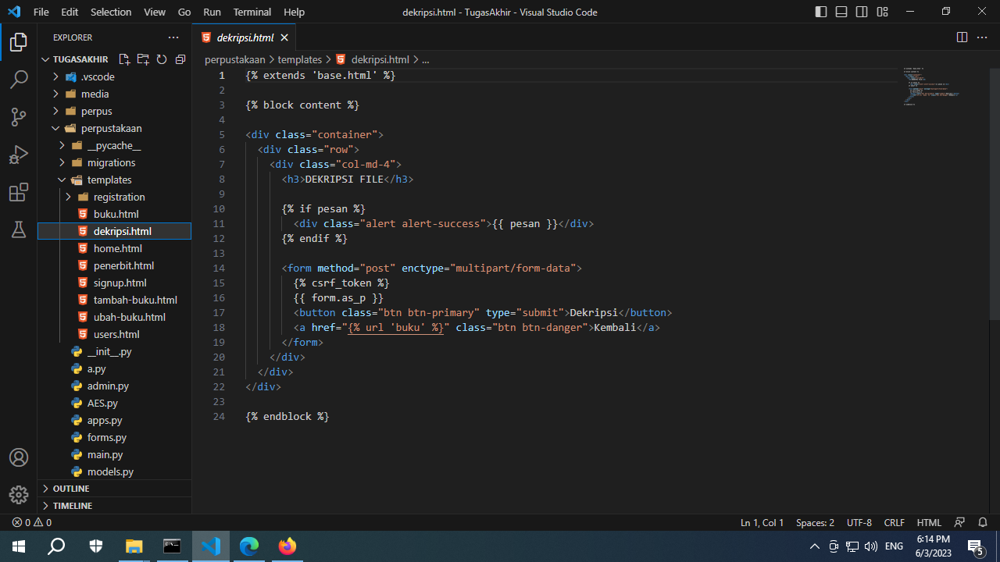 File Edit Selection View Go Run Terminal Help dekripsi.html - TugasAkhir - Visual Studio Code
EXPLORER
TUGASAKHIR
.vscode
media
perpus
perpustakaan
__pycache__
migrations
templates
registration
buku.html
dekripsi.html
home.html
penerbit.html
signup.html
tambah-buku.html
ubah-buku.html
users.html
__init__.py
a.py
admin.py
AES.py
apps.py
forms.py
main.py
models.py
OUTLINE
TIMELINE
dekripsi.html
perpustakaan > templates > dekripsi.html > ...
1 {% extends 'base.html' %}
2
3 {% block content %}
4
5 <div class="container">
6 <div class="row">
7 <div class="col-md-4">
8 <h3>DEKRIPSI FILE</h3>
9
10 {% if pesan %}
11 <div class="alert alert-success">{{ pesan }}</div>
12 {% endif %}
13
14 <form method="post" enctype="multipart/form-data">
15 {% csrf_token %}
16 {{ form.as_p }}
17 <button class="btn btn-primary" type="submit">Dekripsi</button>
18 <a href="{% url 'buku' %}" class="btn btn-danger">Kembali</a>
19 </form>
20 </div>
21 </div>
22 </div>
23
24 {% endblock %}
0 0 Ln 1, Col 1 Spaces: 2 UTF-8 CRLF HTML
ENG
6:14 PM
6/3/2023
5